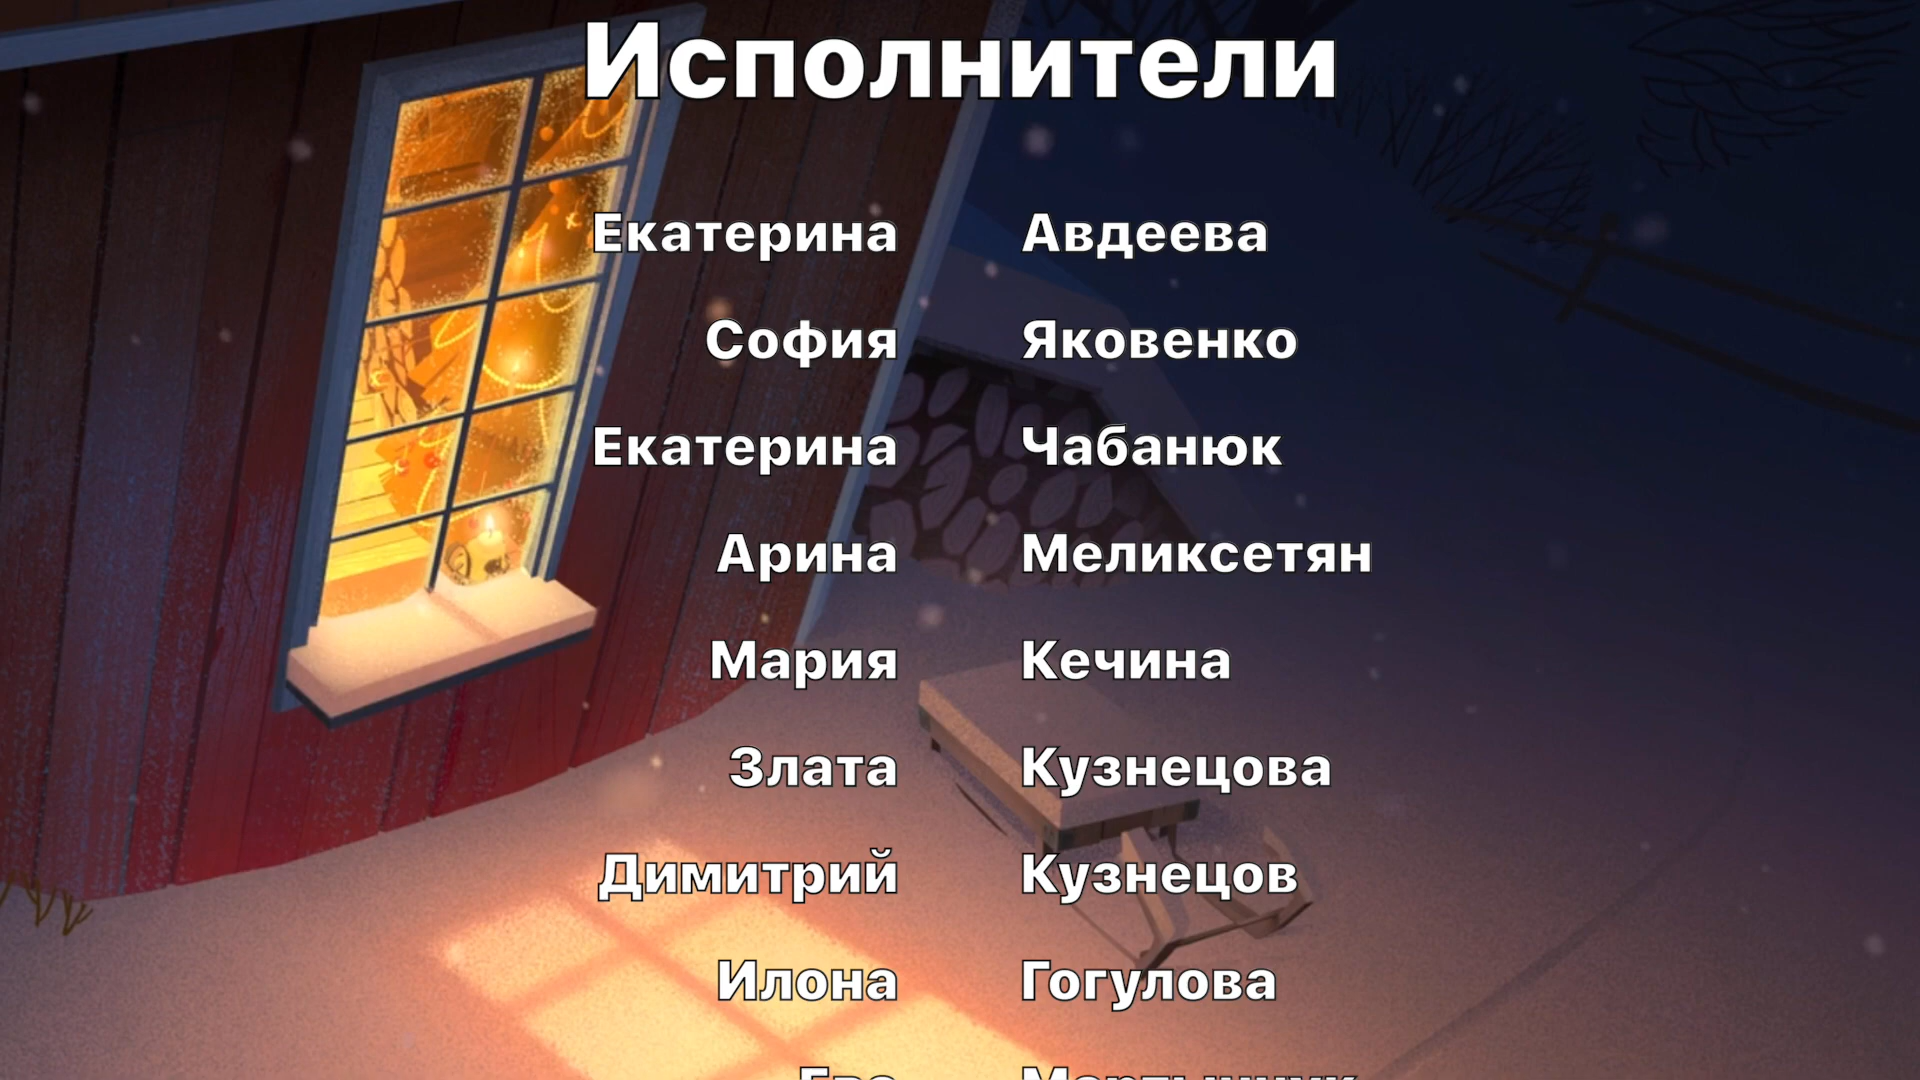 Исполнители
Екатерина Авдеева
София Яковенко
Екатерина Чабанюк
Арина Меликсетян
Мария Кечина
Злата Кузнецова
Димитрий Кузнецов
Илона Гогулова